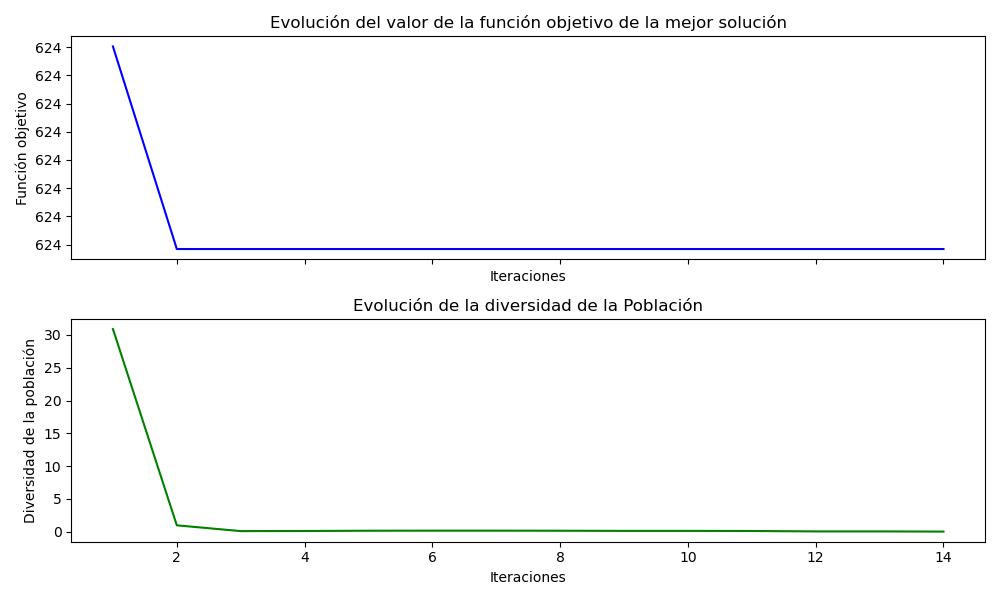 Evolución del valor de la función objetivo de la mejor solución
Función objetivo
624
624
624
624
624
624
624
624
Iteraciones
Evolución de la diversidad de la Población
Diversidad de la población
30
25
20
15
10
5
0
2 4 6 8 10 12 14
Iteraciones